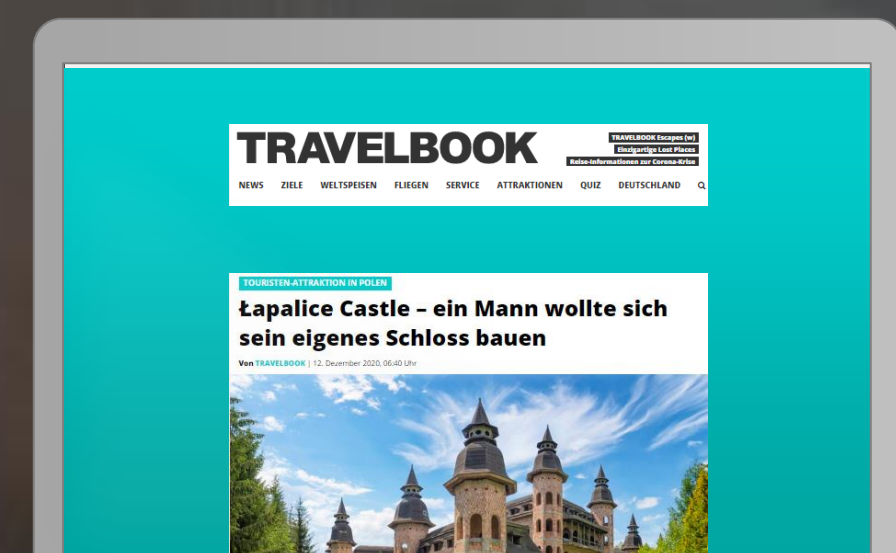 TRAVELBOOK
TRAVELBOOK Escapes (w)
Einzigartige Lost Places
Reise-Informationen zur Corona-Krise
NEWS ZIELE WELTSPEISEN FLIEGEN SERVICE ATTRAKTIONEN QUIZ DEUTSCHLAND
TOURISTEN-ATTRAKTION IN POLEN
Łapalice Castle – ein Mann wollte sich
sein eigenes Schloss bauen
Von TRAVELBOOK | 12. Dezember 2020, 06:40 Uhr